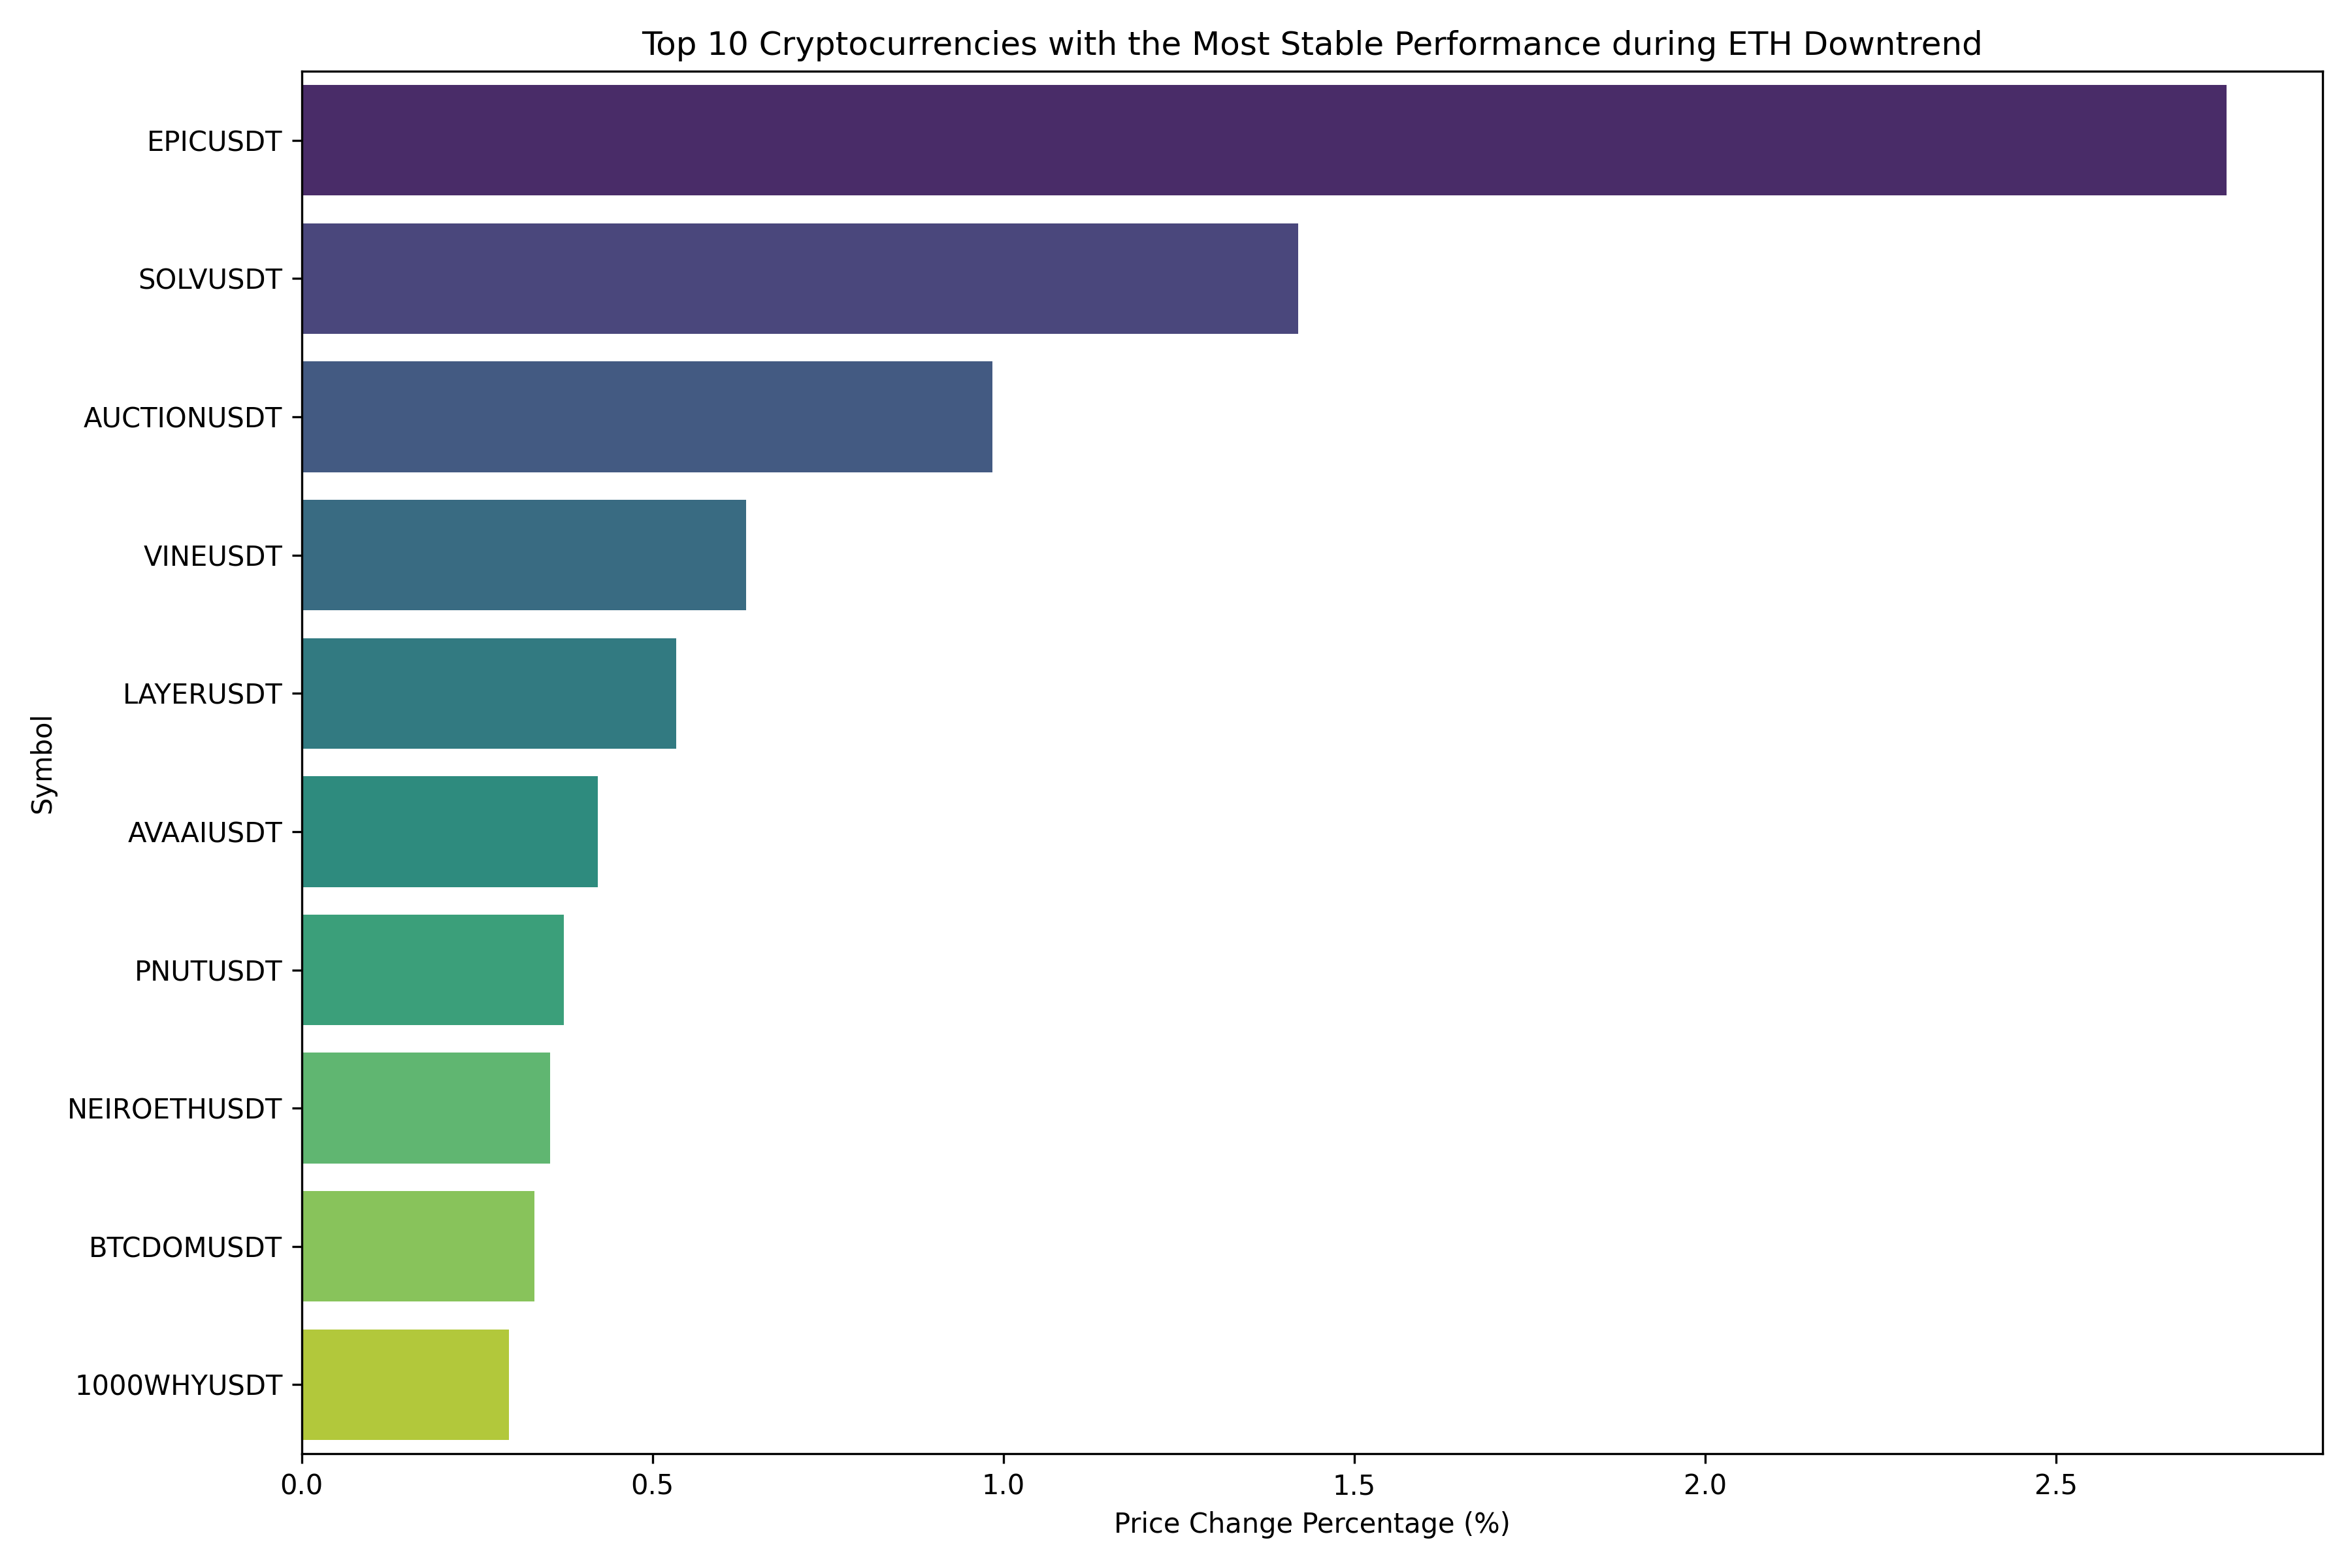 Top 10 Cryptocurrencies with the Most Stable Performance during ETH Downtrend
EPICUSDT
SOLVUSDT
AUCTIONUSDT
VINEUSDT
LAYERUSDT
AVAAIUSDT
PNUTUSDT
NEIROETHUSDT
BTCDOMUSDT
1000WHYUSDT
Symbol
0.0 0.5 1.0 1.5 2.0 2.5
Price Change Percentage (%)